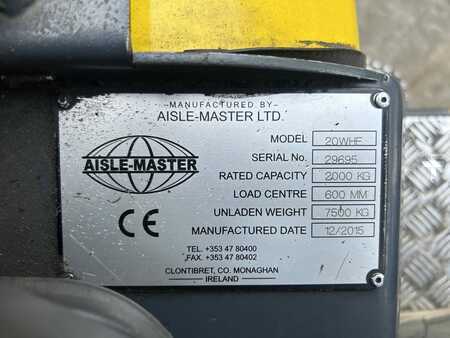 MANUFACTURED BY
AISLE-MASTER LTD.
AISLE-MASTER
CE
MODEL 20WHE
SERIAL No. 29695
RATED CAPACITY 2000 KG
LOAD CENTRE 600 MM
UNLADEN WEIGHT 7500 KG
MANUFACTURED DATE 12/2015
TEL. +353 47 80400
FAX. +353 47 80402
CLONTIBRET, CO. MONAGHAN
IRELAND